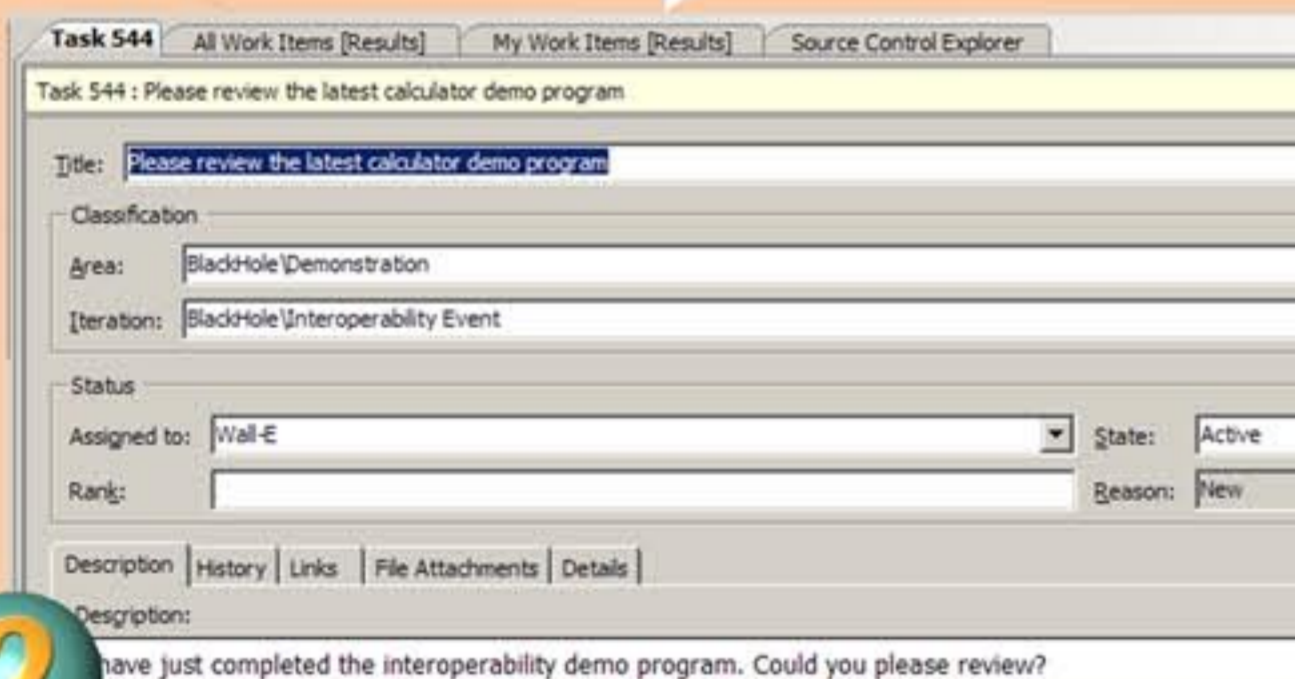 Task 544 All Work Items [Results] My Work Items [Results] Source Control Explorer
Task 544 : Please review the latest calculator demo program
Title: Please review the latest calculator demo program
Classification
Area: BlackHole\Demonstration
Iteration: BlackHole\Interoperability Event
Status
Assigned to: Wall-E State: Active
Rank: Reason: New
Description History Links File Attachments Details
Description:
have just completed the interoperability demo program. Could you please review?